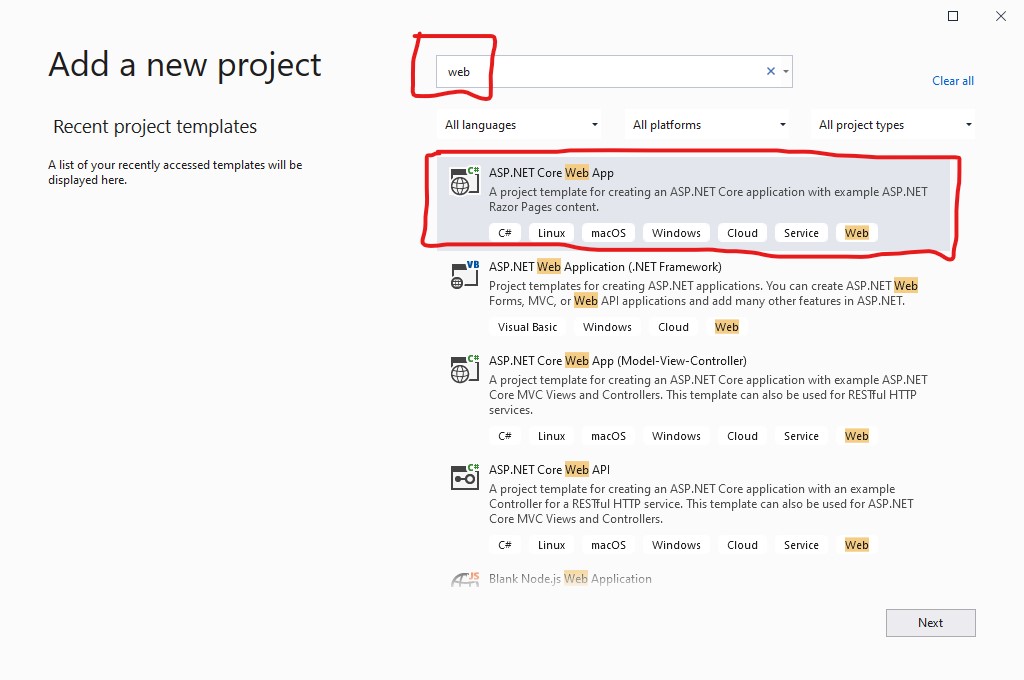 Add a new project
web
Clear all
Recent project templates
A list of your recently accessed templates will be
displayed here.
All languages
All platforms
All project types
C#
ASP.NET Core Web App
A project template for creating an ASP.NET Core application with example ASP.NET
Razor Pages content.
C# Linux macOS Windows Cloud Service Web
VB
ASP.NET Web Application (.NET Framework)
Project templates for creating ASP.NET applications. You can create ASP.NET Web
Forms, MVC, or Web API applications and add many other features in ASP.NET.
Visual Basic Windows Cloud Web
C#
ASP.NET Core Web App (Model-View-Controller)
A project template for creating an ASP.NET Core application with example ASP.NET
Core MVC Views and Controllers. This template can also be used for RESTful HTTP
services.
C# Linux macOS Windows Cloud Service Web
C#
ASP.NET Core Web API
A project template for creating an ASP.NET Core application with an example
Controller for a RESTful HTTP service. This template can also be used for ASP.NET
Core MVC Views and Controllers.
C# Linux macOS Windows Cloud Service Web
JS
Blank Node.js Web Application
Next